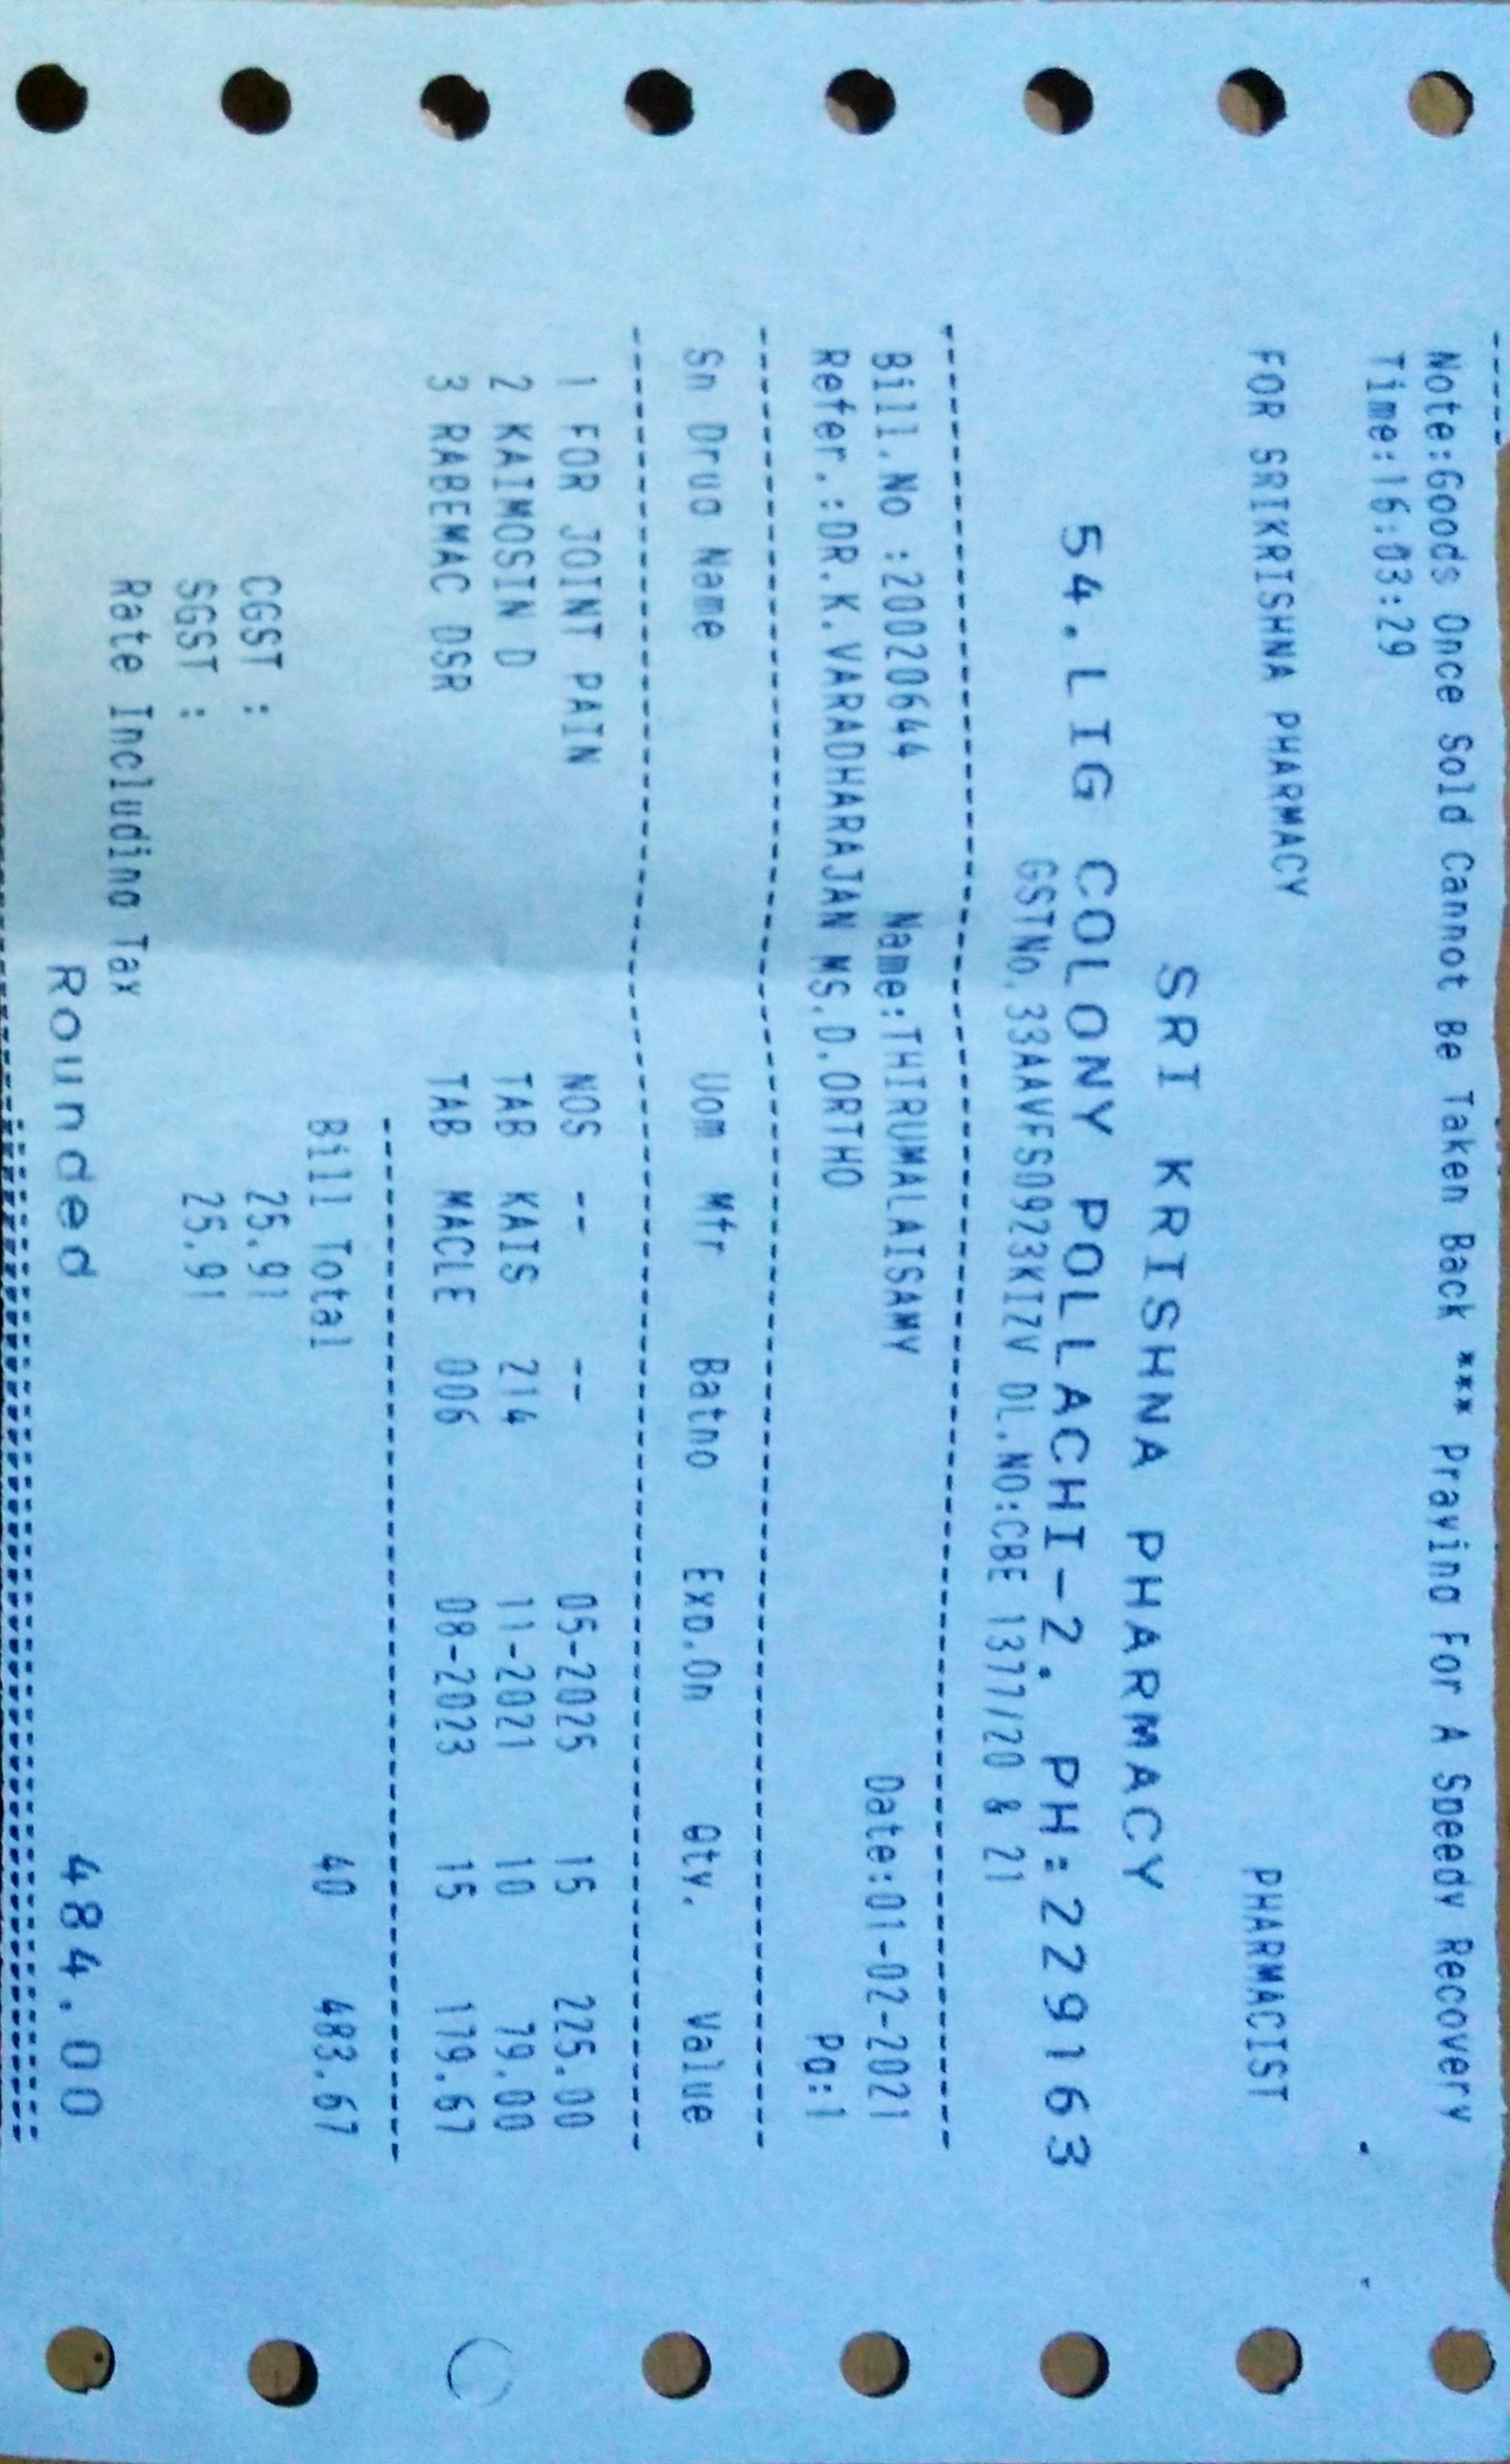 Note:Goods Once Sold Cannot Be Taken Back *** Praying For A Speedy Recovery
Time:16:03:29
FOR SRIKRISHNA PHARMACY PHARMACIST
SRI KRISHNA PHARMACY
54.LIG COLONY POLLACHI-2. PH:229163
GSTNo.33AAVFS0923K1ZV DL.NO:CBE 1377/20 & 21
Bill.No :20020644 Name:THIRUMALAISAMY Date:01-02-2021
Refer.:DR.K.VARADHARAJAN MS.D.ORTHO Pg:1
Sn Drug Name Uom Mfr Batno Exp.On Qty. Value
1 FOR JOINT PAIN NOS -- -- 05-2025 15 225.00
2 KAIMOSIN D TAB KAIS 214 11-2021 10 79.00
3 RABEMAC DSR TAB MACLE 006 08-2023 15 179.67
Bill Total 40 483.67
CGST : 25.91
SGST : 25.91
Rate Including Tax
Rounded 484.00